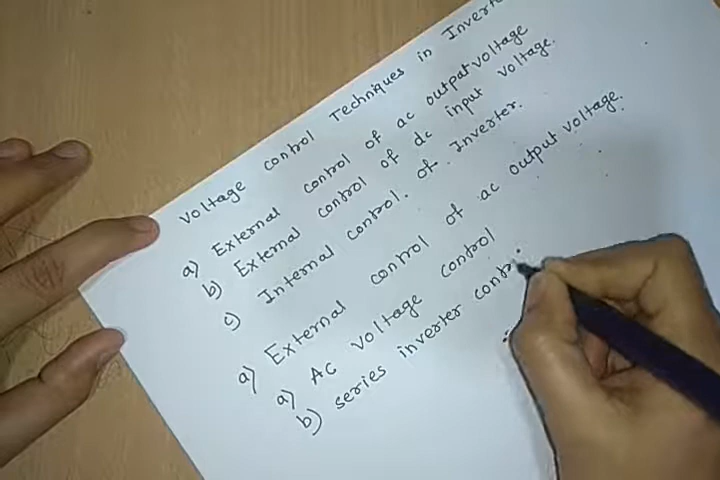 Voltage control Techniques in Inverte
a) External control of ac output voltage
b) External control of dc input voltage.
c) Internal control. of Inverter.
a) External control of ac output voltage.
a) AC voltage control
b) series inverter contr